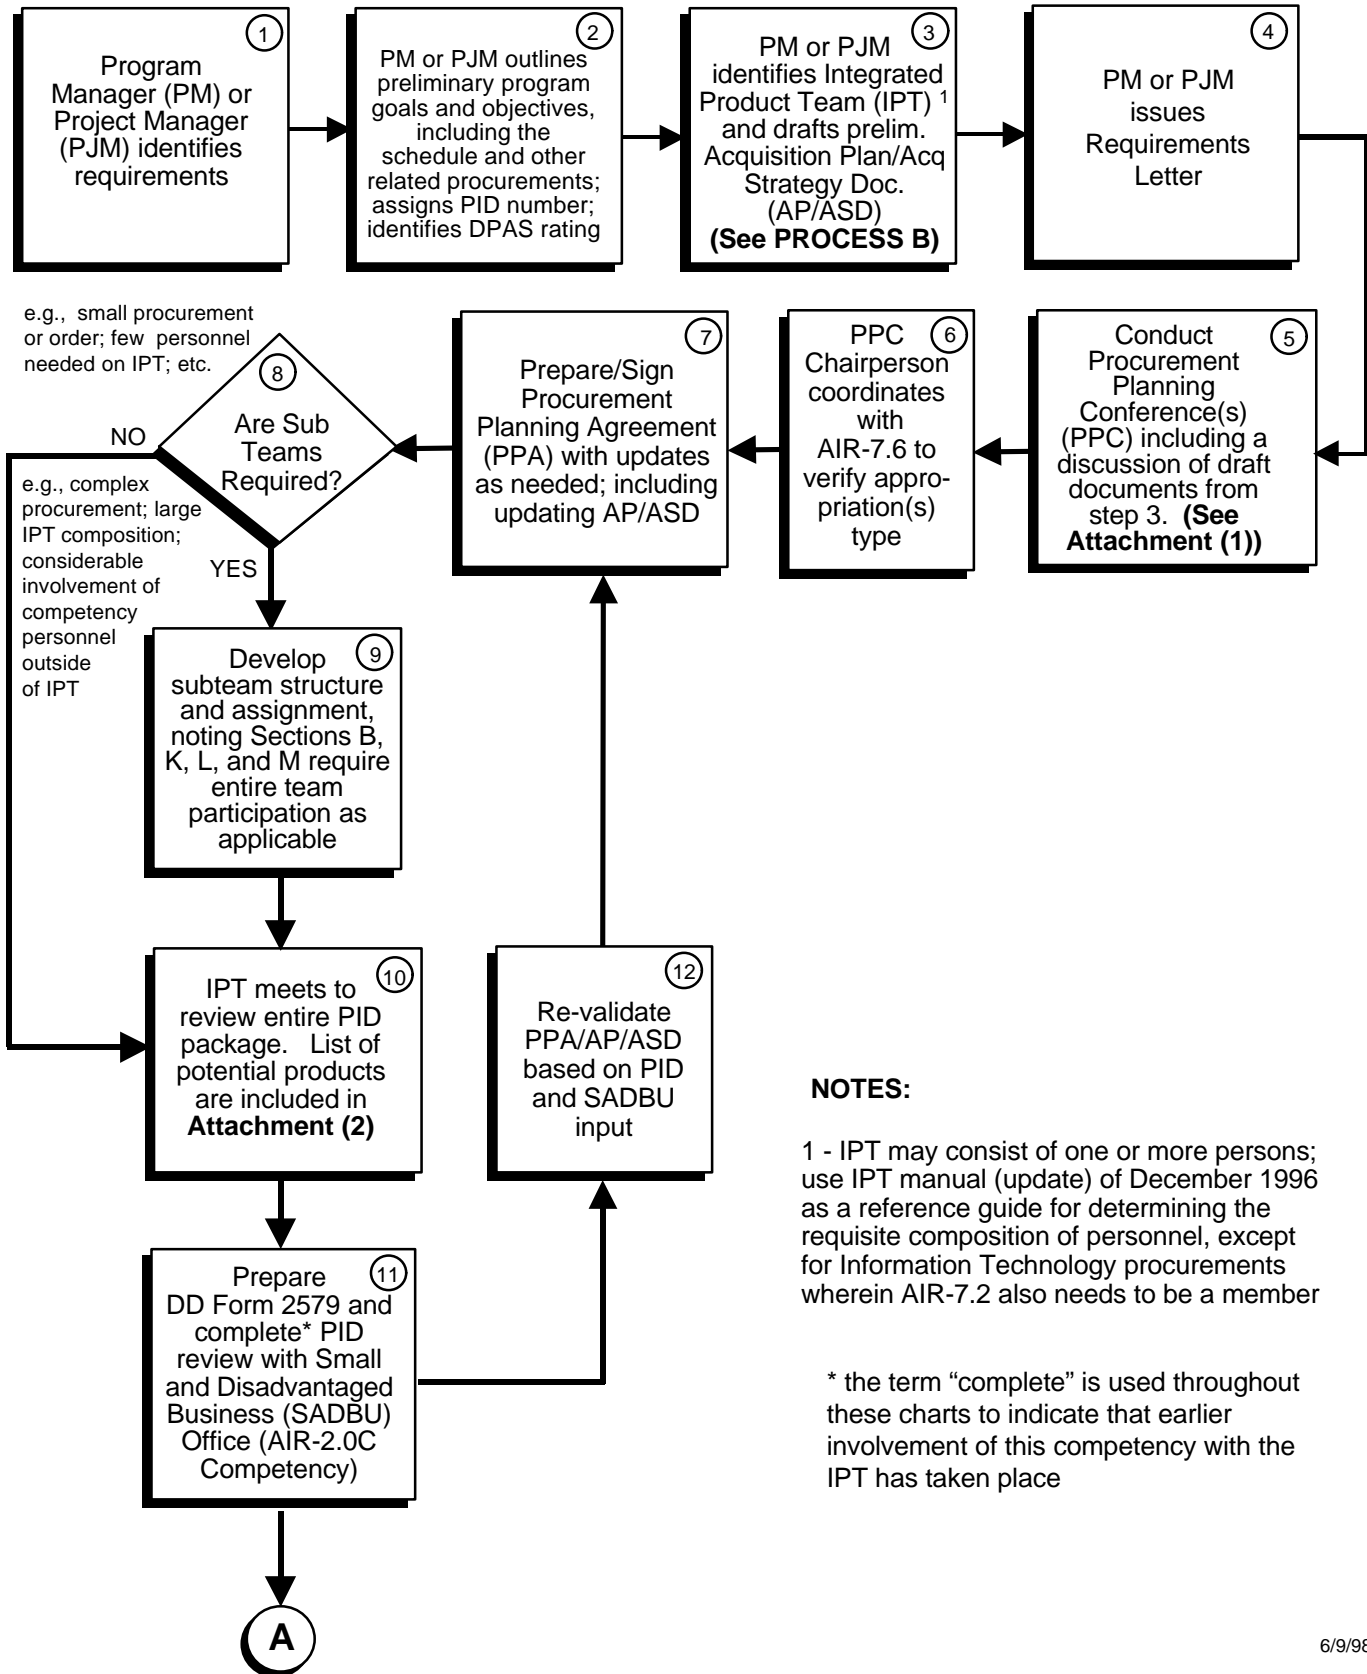 1
Program
Manager (PM) or
Project Manager
(PJM) identifies
requirements
2
PM or PJM outlines
preliminary program
goals and objectives,
including the
schedule and other
related procurements;
assigns PID number;
identifies DPAS rating
3
PM or PJM
identifies Integrated
Product Team (IPT) 1
and drafts prelim.
Acquisition Plan/Acq
Strategy Doc.
(AP/ASD)
(See PROCESS B)
4
PM or PJM
issues
Requirements
Letter
5
Conduct
Procurement
Planning
Conference(s)
(PPC) including a
discussion of draft
documents from
step 3. (See
Attachment (1))
6
PPC
Chairperson
coordinates
with
AIR-7.6 to
verify appro-
priation(s)
type
7
Prepare/Sign
Procurement
Planning Agreement
(PPA) with updates
as needed; including
updating AP/ASD
e.g., small procurement
or order; few personnel
needed on IPT; etc.
8
Are Sub
Teams
Required?
NO
YES
e.g., complex
procurement; large
IPT composition;
considerable
involvement of
competency
personnel
outside
of IPT
9
Develop
subteam structure
and assignment,
noting Sections B,
K, L, and M require
entire team
participation as
applicable
10
IPT meets to
review entire PID
package. List of
potential products
are included in
Attachment (2)
11
Prepare
DD Form 2579 and
complete* PID
review with Small
and Disadvantaged
Business (SADBU)
Office (AIR-2.0C
Competency)
12
Re-validate
PPA/AP/ASD
based on PID
and SADBU
input
A
NOTES:
1 - IPT may consist of one or more persons;
use IPT manual (update) of December 1996
as a reference guide for determining the
requisite composition of personnel, except
for Information Technology procurements
wherein AIR-7.2 also needs to be a member
* the term “complete” is used throughout
these charts to indicate that earlier
involvement of this competency with the
IPT has taken place
6/9/98